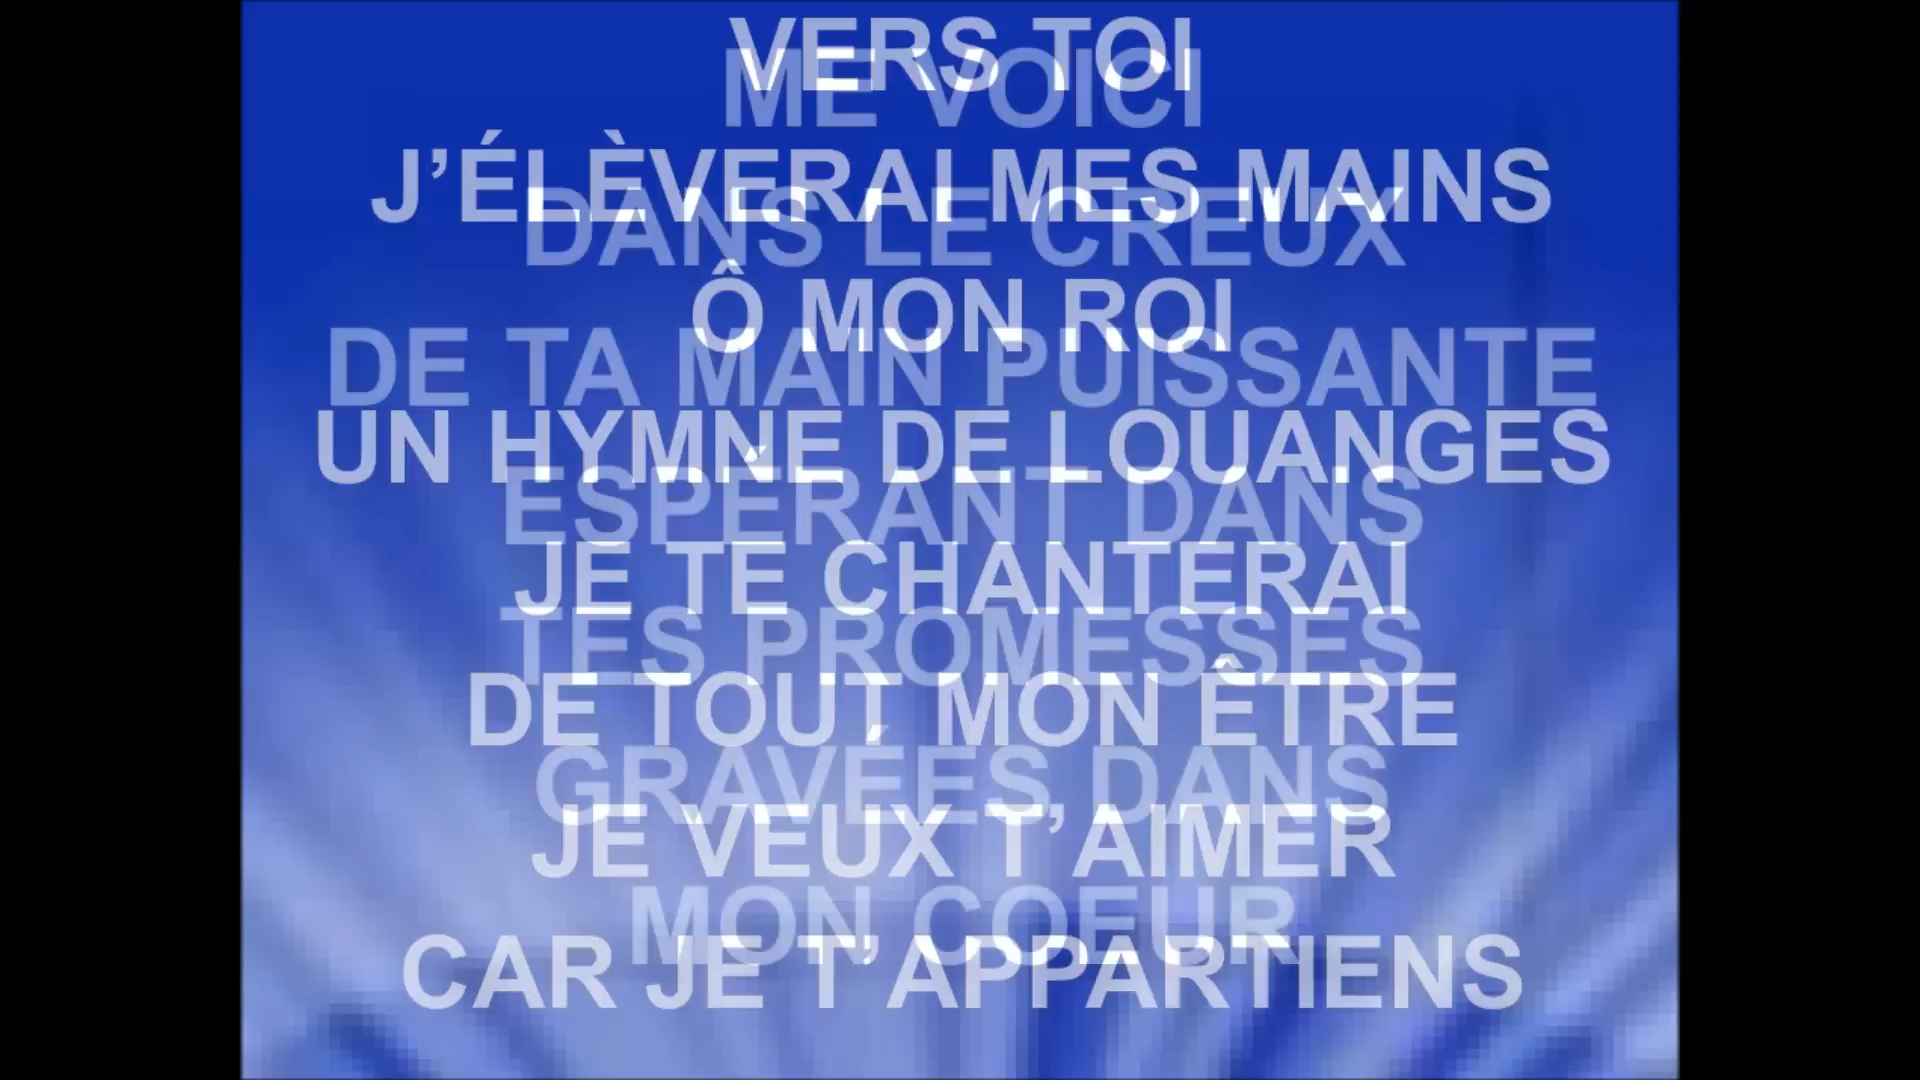 VERS TOI
ME VOICI
J’ÉLÈVERAI MES MAINS
DANS LE CREUX
Ô MON ROI
DE TA MAIN PUISSANTE
UN HYMNE DE LOUANGES
ESPÉRANT DANS
JE TE CHANTERAI
TES PROMESSES
DE TOUT MON ÊTRE
GRAVÉES DANS
JE VEUX T’AIMER
MON COEUR
CAR JE T’APPARTIENS